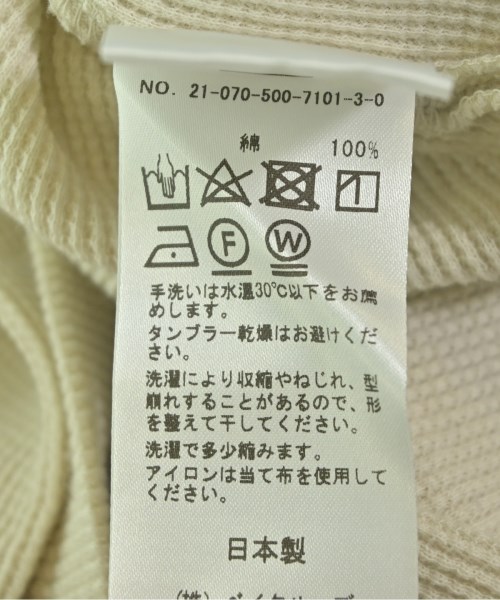 NO. 21-070-500-7101-3-0
綿 100%
F W
手洗いは水温30℃以下をお薦
めします。
タンブラー乾燥はお避けくだ
さい。
洗濯により収縮やねじれ、型
崩れすることがあるので、形
を整えて干してください。
洗濯で多少縮みます。
アイロンは当て布を使用して
ください。
日本製